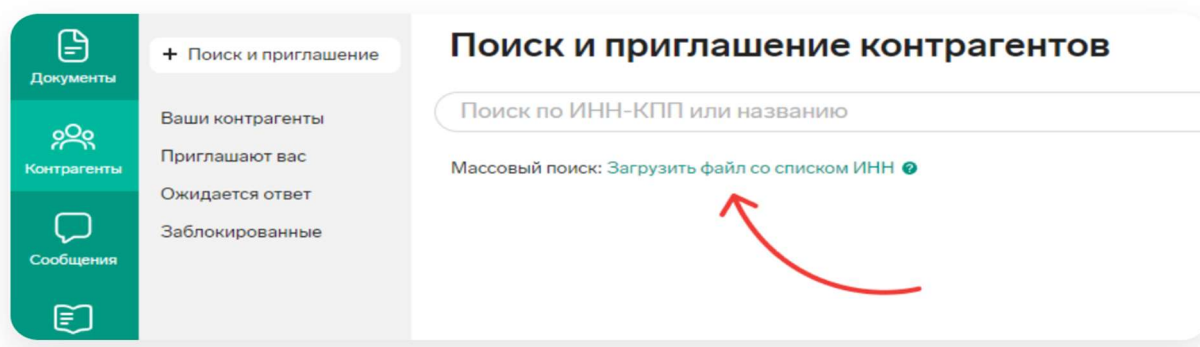 Документы
Контрагенты
Сообщения
+ Поиск и приглашение
Ваши контрагенты
Приглашают вас
Ожидается ответ
Заблокированные
Поиск и приглашение контрагентов
Поиск по ИНН-КПП или названию
Массовый поиск: Загрузить файл со списком ИНН ?